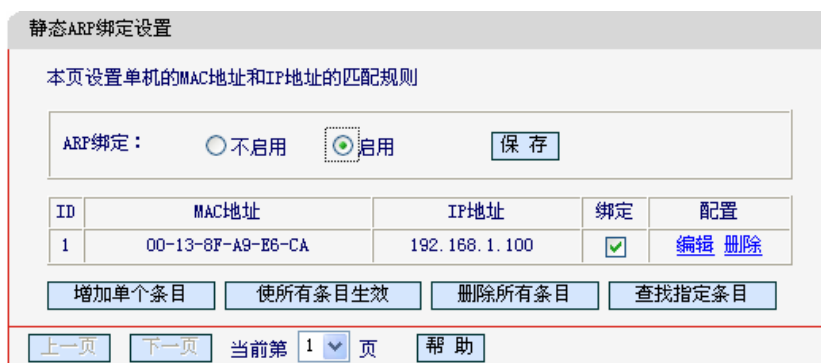 静态ARP绑定设置
本页设置单机的MAC地址和IP地址的匹配规则
ARP绑定： 不启用 启用 保 存
ID MAC地址 IP地址 绑定 配置
1 00-13-8F-A9-E6-CA 192.168.1.100 编辑 删除
增加单个条目 使所有条目生效 删除所有条目 查找指定条目
上一页 下一页 当前第 1 页 帮 助